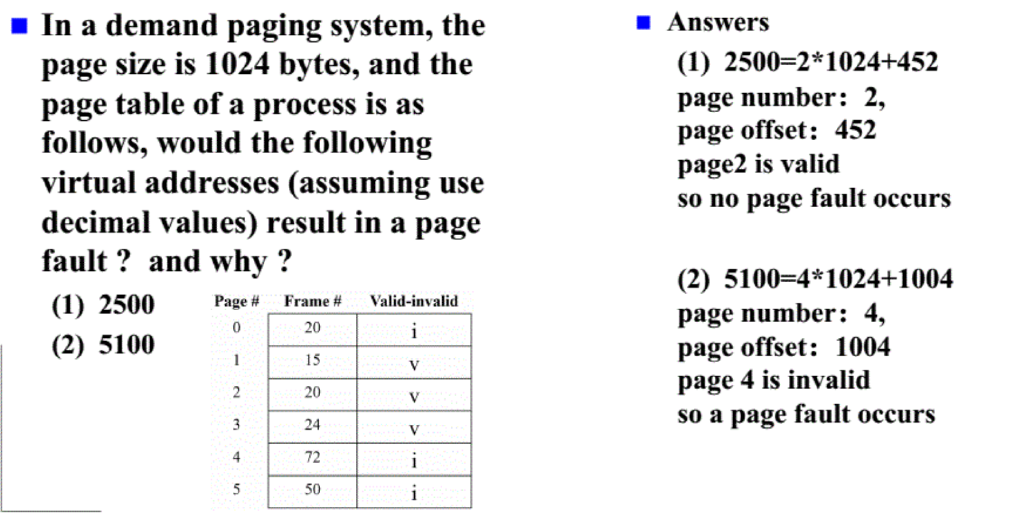 In a demand paging system, the
page size is 1024 bytes, and the
page table of a process is as
follows, would the following
virtual addresses (assuming use
decimal values) result in a page
fault ? and why ?
(1) 2500
(2) 5100
Page # Frame # Valid-invalid
0 20 i
1 15 v
2 20 v
3 24 v
4 72 i
5 50 i
Answers
(1) 2500=2*1024+452
page number: 2,
page offset: 452
page2 is valid
so no page fault occurs
(2) 5100=4*1024+1004
page number: 4,
page offset: 1004
page 4 is invalid
so a page fault occurs